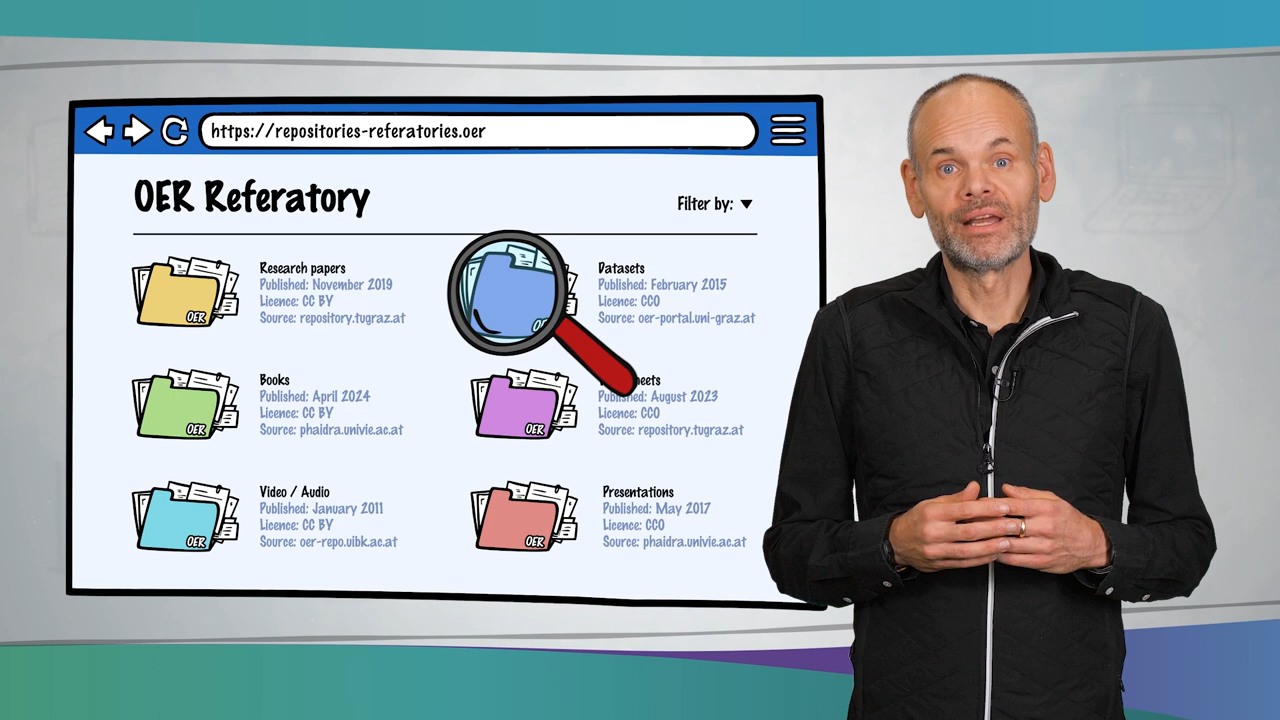 https://repositories-referatories.oer
OER Referatory
Filter by:
Research papers
Published: November 2019
Licence: CC BY
Source: repository.tugraz.at
OER
Datasets
Published: February 2015
Licence: CC0
Source: oer-portal.uni-graz.at
Books
Published: April 2024
Licence: CC BY
Source: phaidra.univie.ac.at
OER
Published: August 2023
Licence: CC0
Source: repository.tugraz.at
OER
Video / Audio
Published: January 2011
Licence: CC BY
Source: oer-repo.uibk.ac.at
OER
Presentations
Published: May 2017
Licence: CC0
Source: phaidra.univie.ac.at
OER